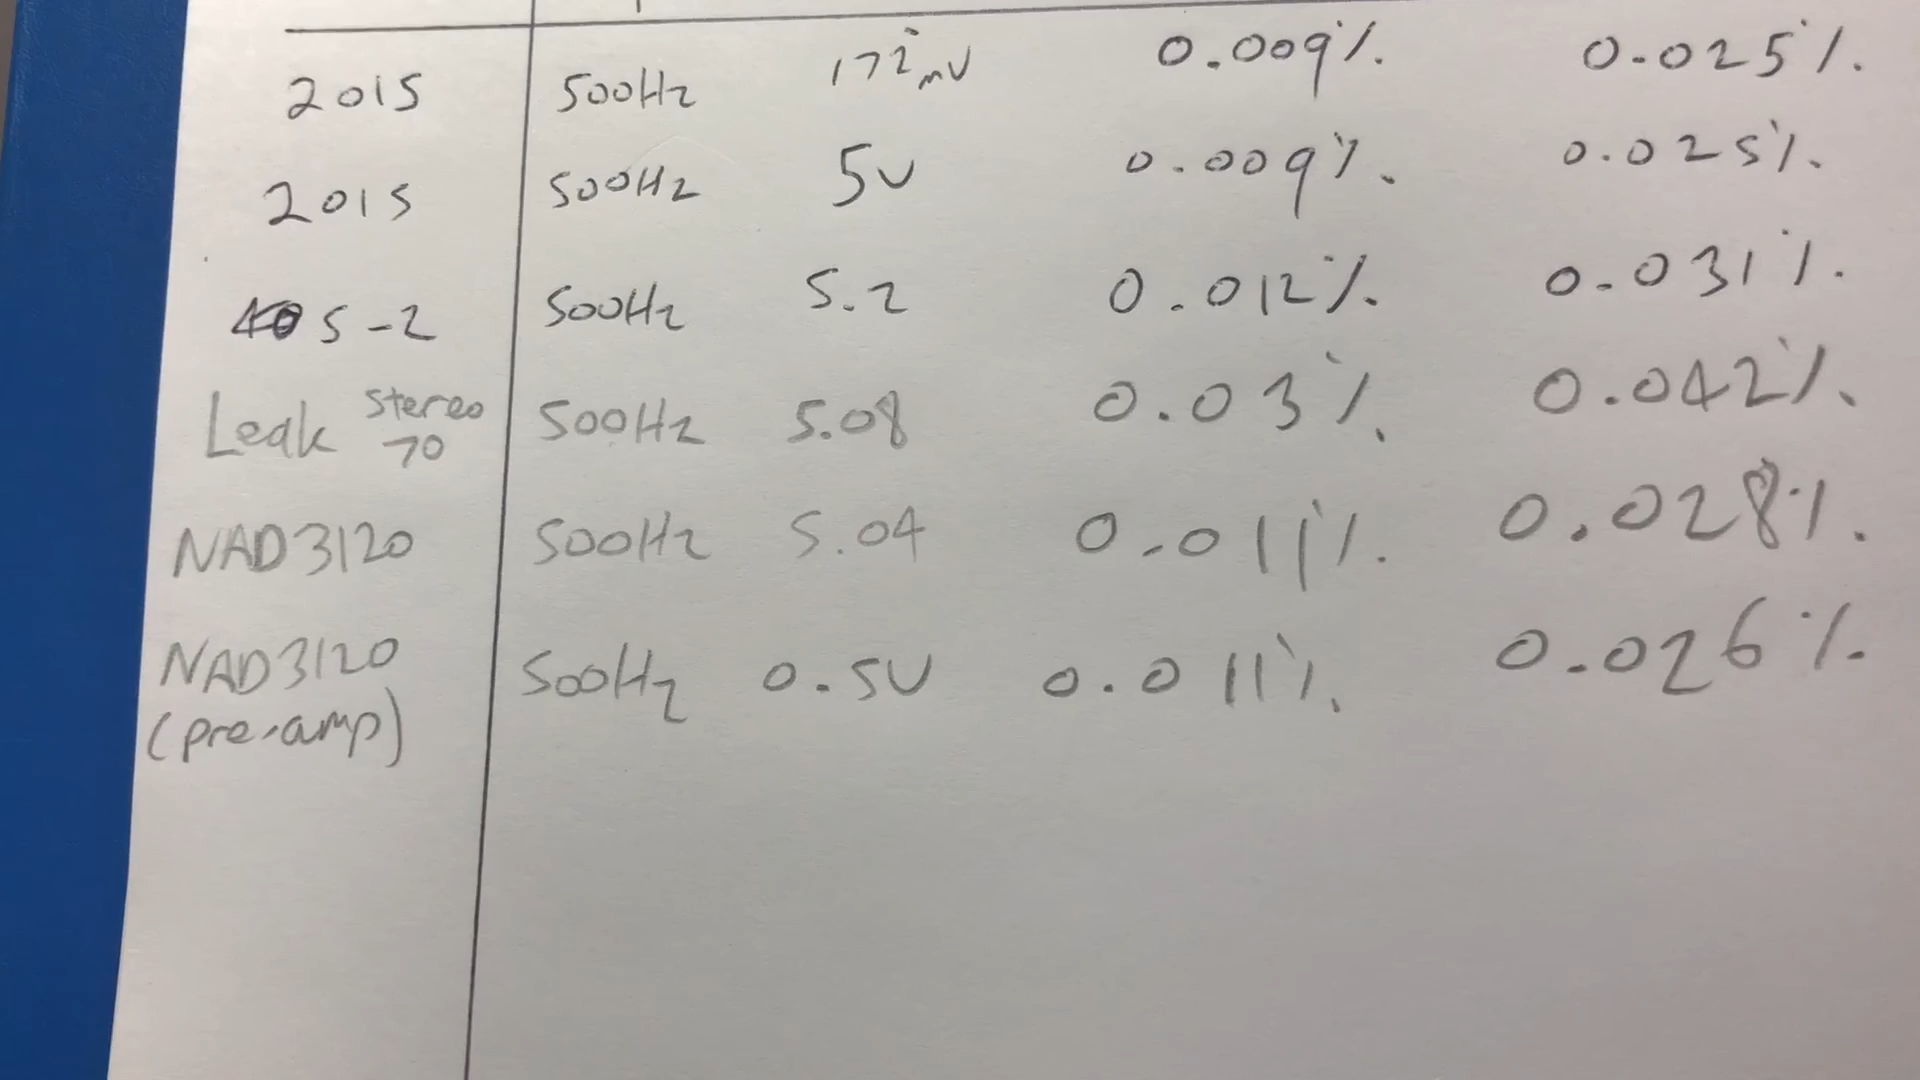 2015 500Hz 172mV 0.009% 0.025%
2015 500Hz 5V 0.009% 0.025%
405-2 500Hz 5.2 0.012% 0.031%
Leak Stereo 70 500Hz 5.08 0.03% 0.042%
NAD3120 500Hz 5.04 0.011% 0.028%
NAD3120 500Hz 0.5V 0.011% 0.026%
(pre-amp)